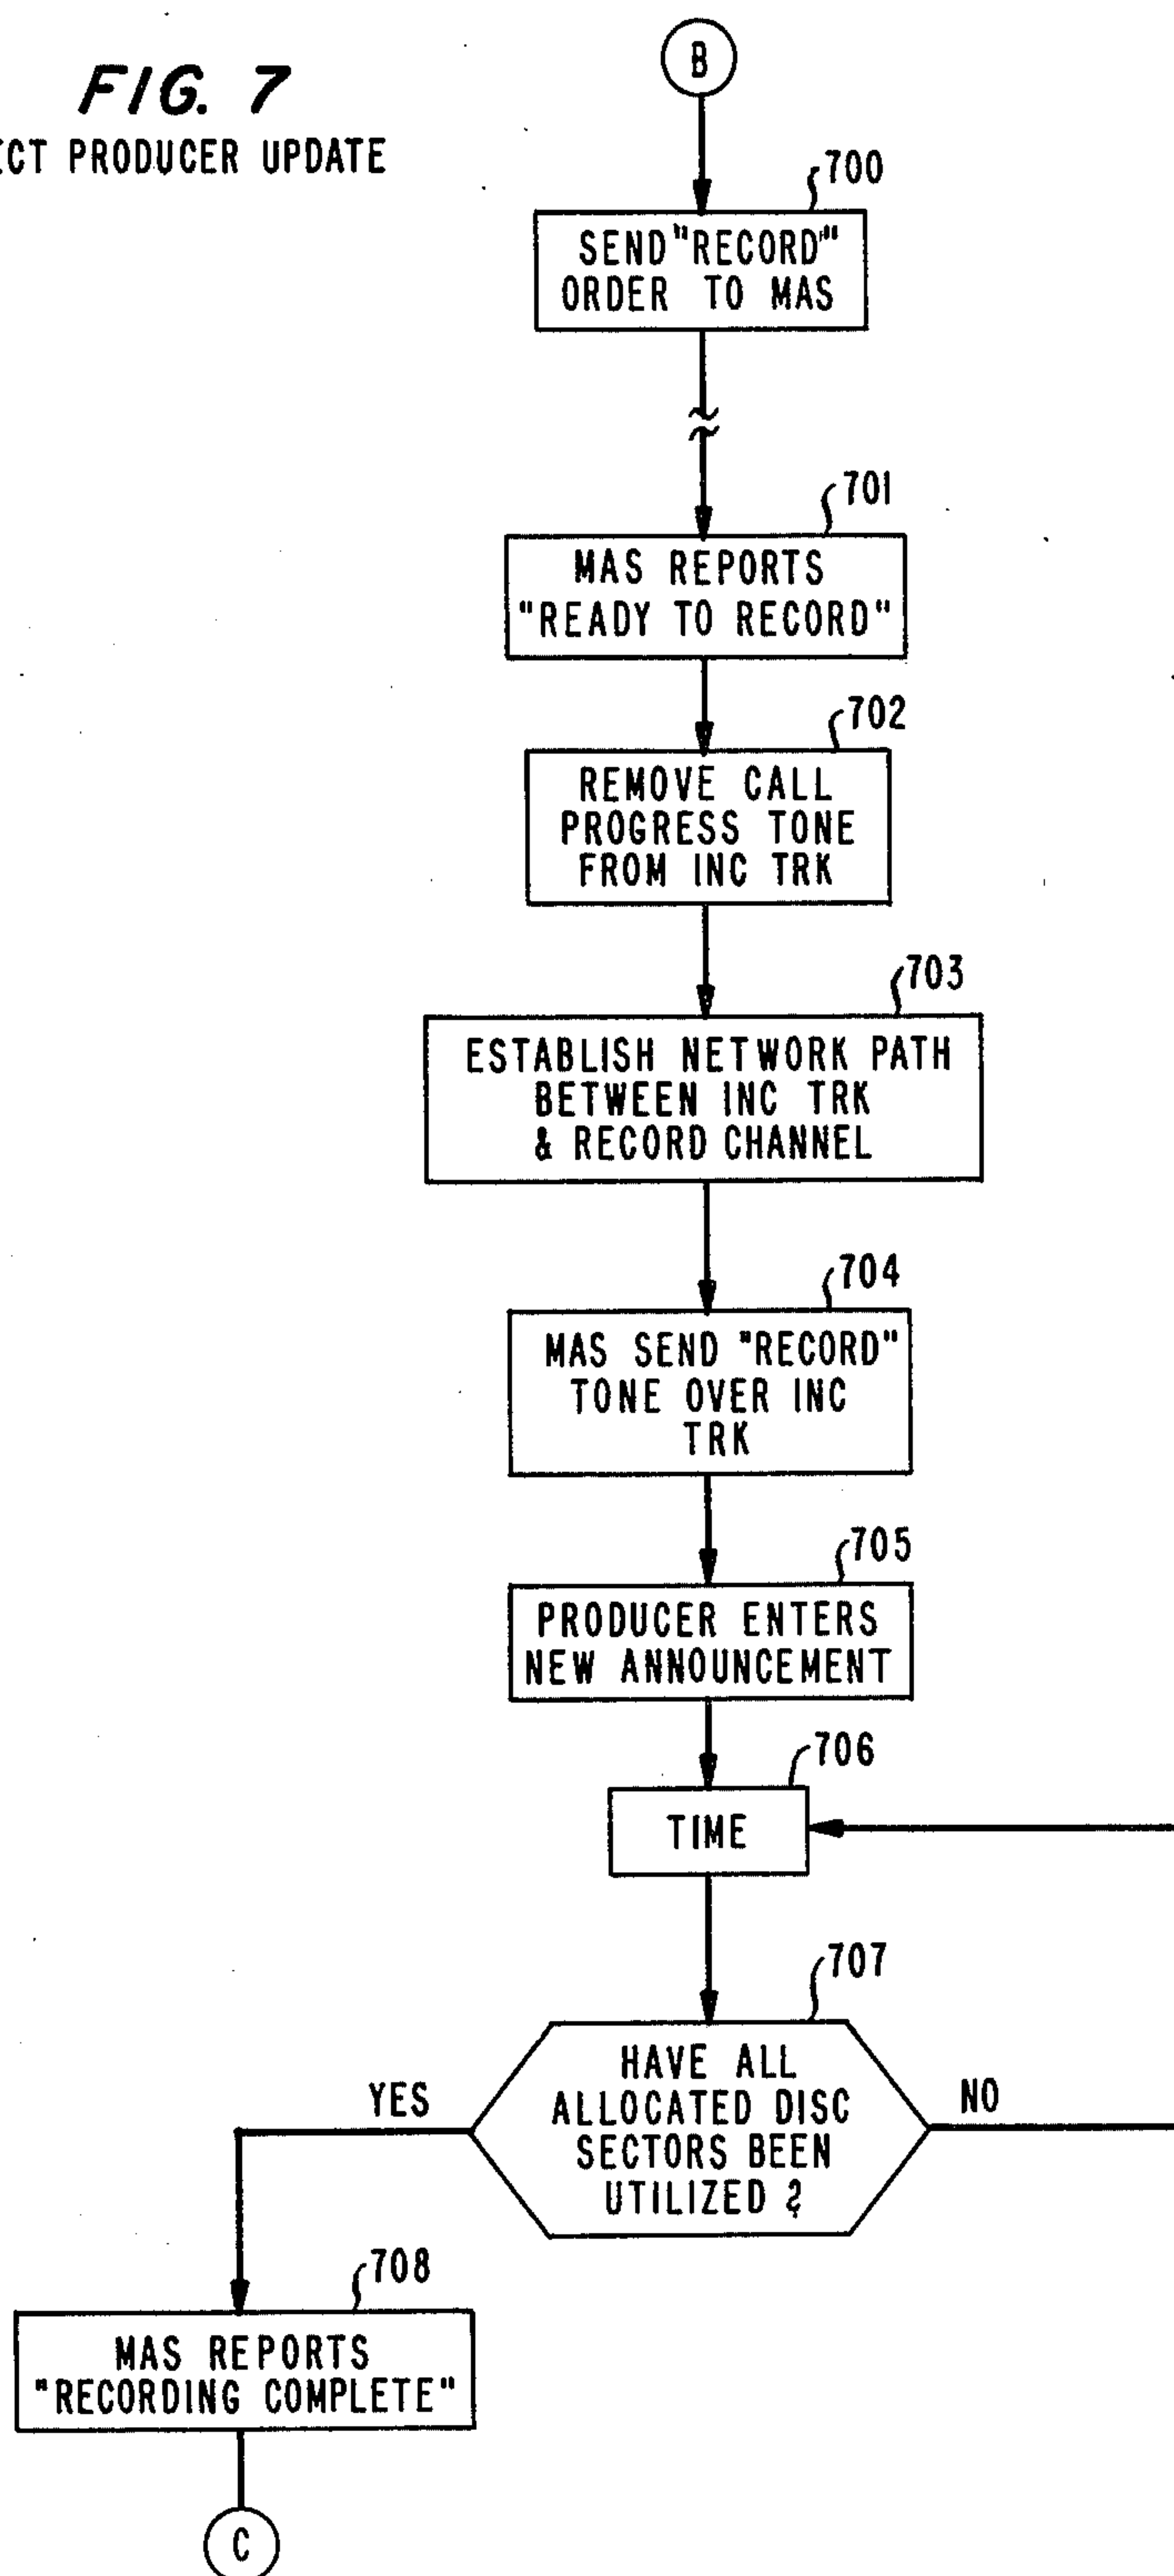 FIG. 7
ECT PRODUCER UPDATE
B
700
SEND "RECORD"
ORDER TO MAS
701
MAS REPORTS
"READY TO RECORD"
702
REMOVE CALL
PROGRESS TONE
FROM INC TRK
703
ESTABLISH NETWORK PATH
BETWEEN INC TRK
& RECORD CHANNEL
704
MAS SEND "RECORD"
TONE OVER INC
TRK
705
PRODUCER ENTERS
NEW ANNOUNCEMENT
706
TIME
707
HAVE ALL
ALLOCATED DISC
SECTORS BEEN
UTILIZED ?
YES
NO
708
MAS REPORTS
"RECORDING COMPLETE"
C